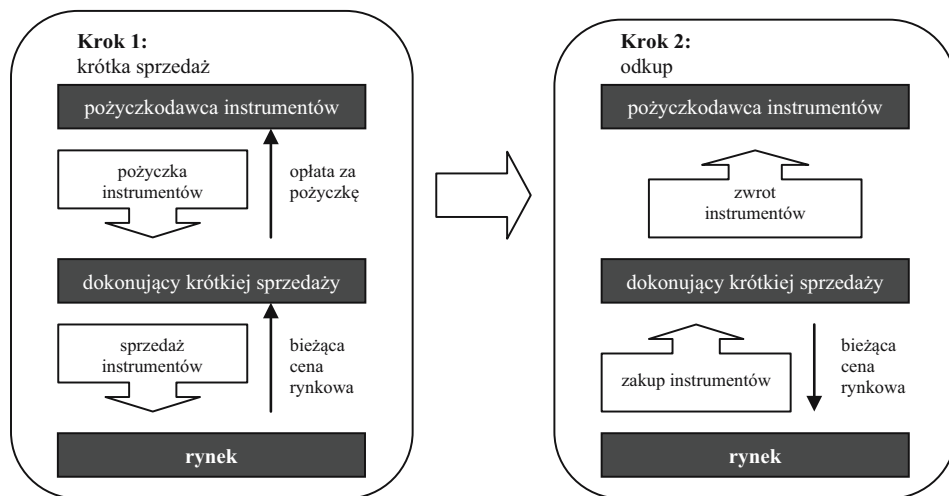 Krok 1:
krótka sprzedaż
pożyczkodawca instrumentów
pożyczka
instrumentów
opłata za
pożyczkę
dokonujący krótkiej sprzedaży
sprzedaż
instrumentów
bieżąca
cena
rynkowa
rynek
Krok 2:
odkup
pożyczkodawca instrumentów
zwrot
instrumentów
dokonujący krótkiej sprzedaży
zakup instrumentów
bieżąca
cena
rynkowa
rynek